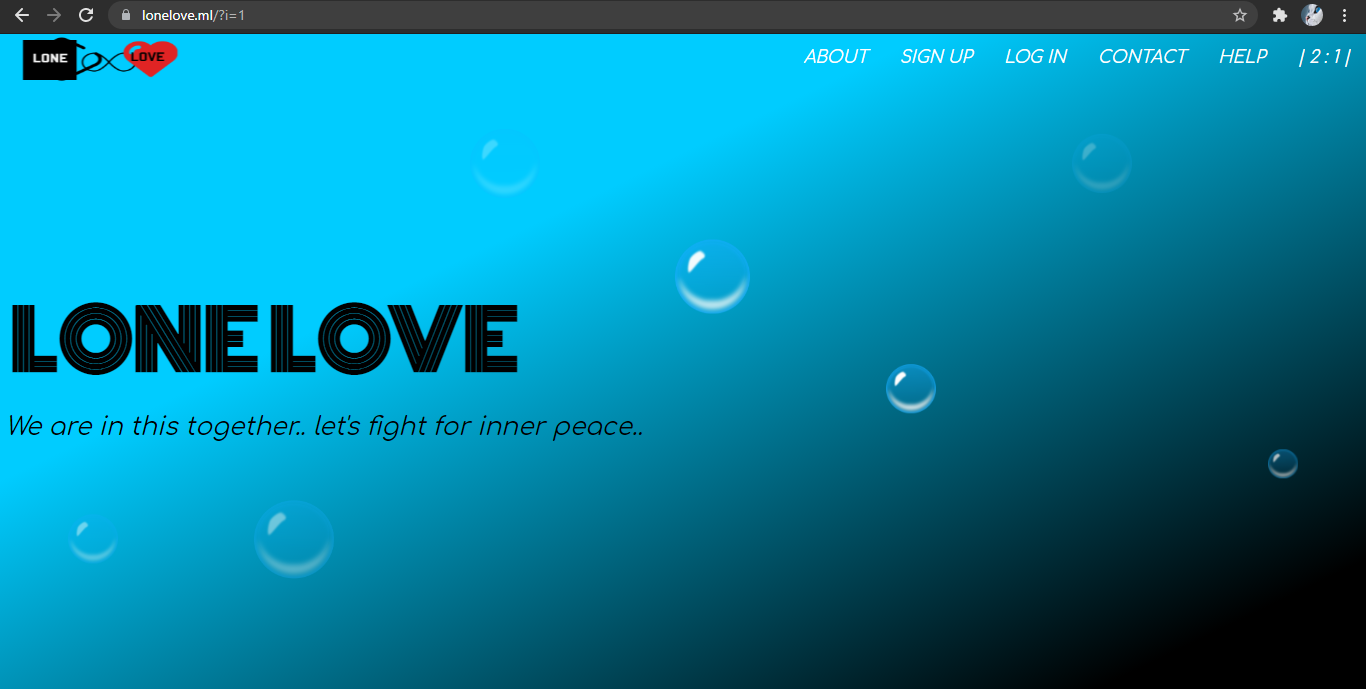 lonelove.ml/?i=1
LONE LOVE
ABOUT SIGN UP LOG IN CONTACT HELP | 2 : 1 |
LONE LOVE
We are in this together.. let's fight for inner peace..